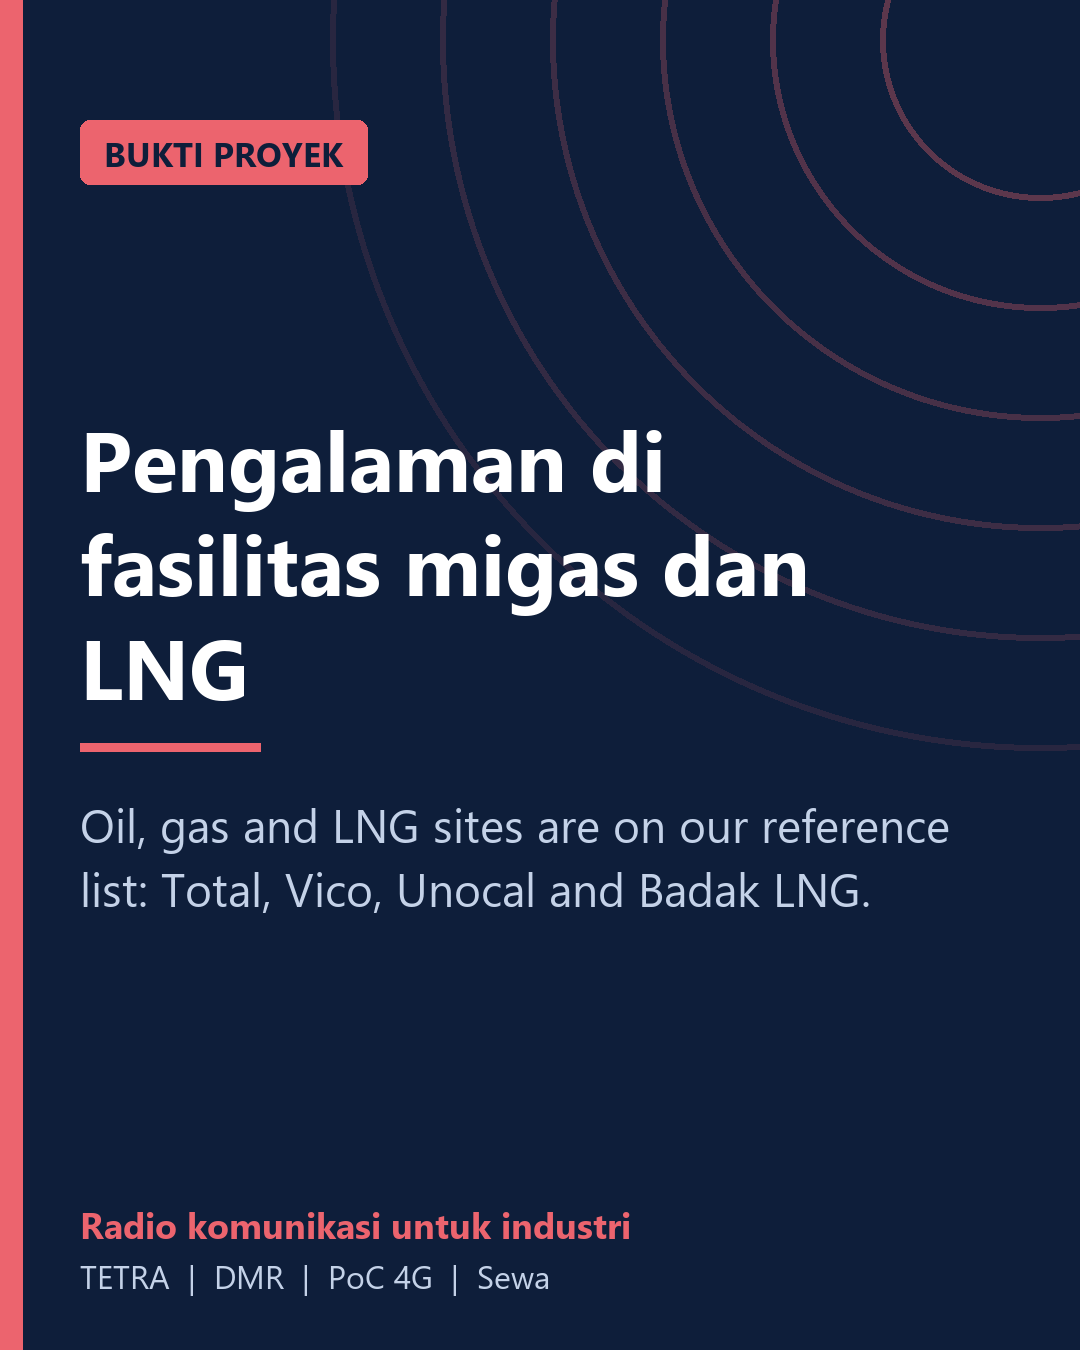 BUKTI PROYEK
Pengalaman di
fasilitas migas dan
LNG
Oil, gas and LNG sites are on our reference
list: Total, Vico, Unocal and Badak LNG.
Radio komunikasi untuk industri
TETRA | DMR | PoC 4G | Sewa